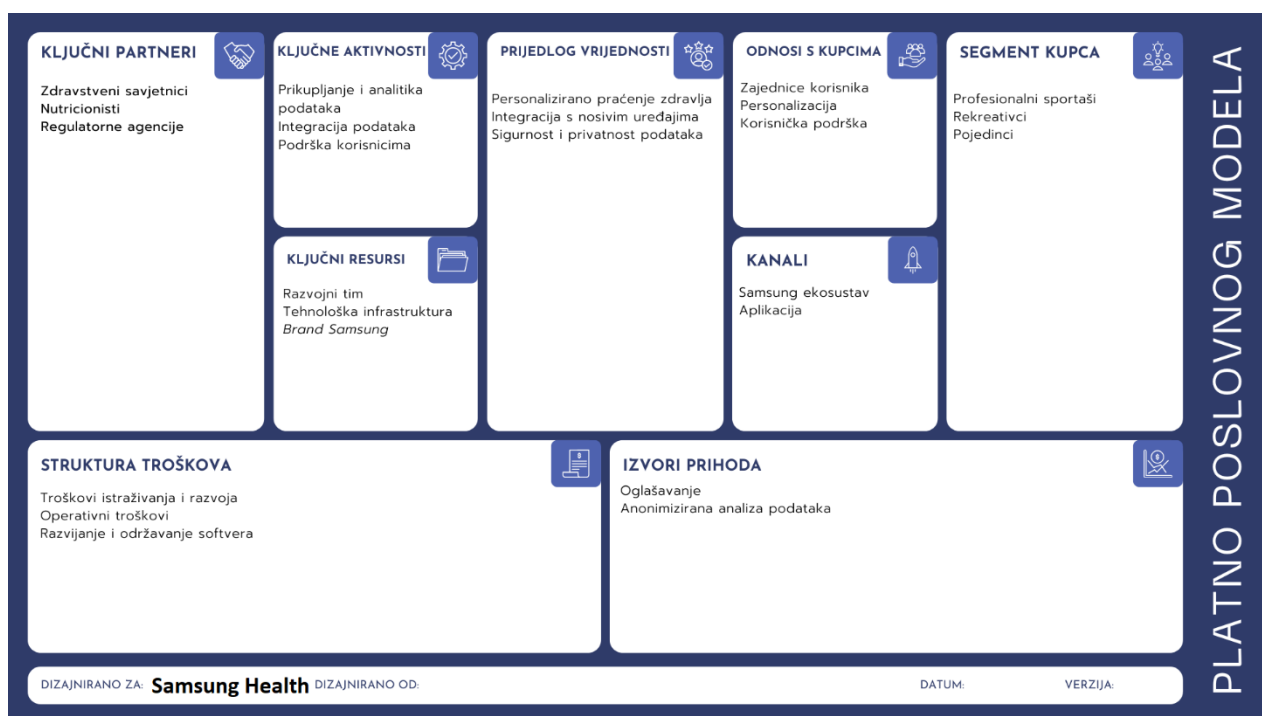 KLJUČNI PARTNERI
Zdravstveni savjetnici
Nutricionisti
Regulatorne agencije
KLJUČNE AKTIVNOSTI
Prikupljanje i analitika
podataka
Integracija podataka
Podrška korisnicima
KLJUČNI RESURSI
Razvojni tim
Tehnološka infrastruktura
Brand Samsung
PRIJEDLOG VRIJEDNOSTI
Personalizirano praćenje zdravlja
Integracija s nosivim uređajima
Sigurnost i privatnost podataka
ODNOSI S KUPCIMA
Zajednice korisnika
Personalizacija
Korisnička podrška
KANALI
Samsung ekosustav
Aplikacija
SEGMENT KUPCA
Profesionalni sportaši
Rekreativci
Pojedinci
STRUKTURA TROŠKOVA
Troškovi istraživanja i razvoja
Operativni troškovi
Razvijanje i održavanje softvera
IZVORI PRIHODA
Oglašavanje
Anonimizirana analiza podataka
DIZAJNIRANO ZA: Samsung Health DIZAJNIRANO OD: DATUM: VERZIJA:
PLATNO POSLOVNOG MODELA